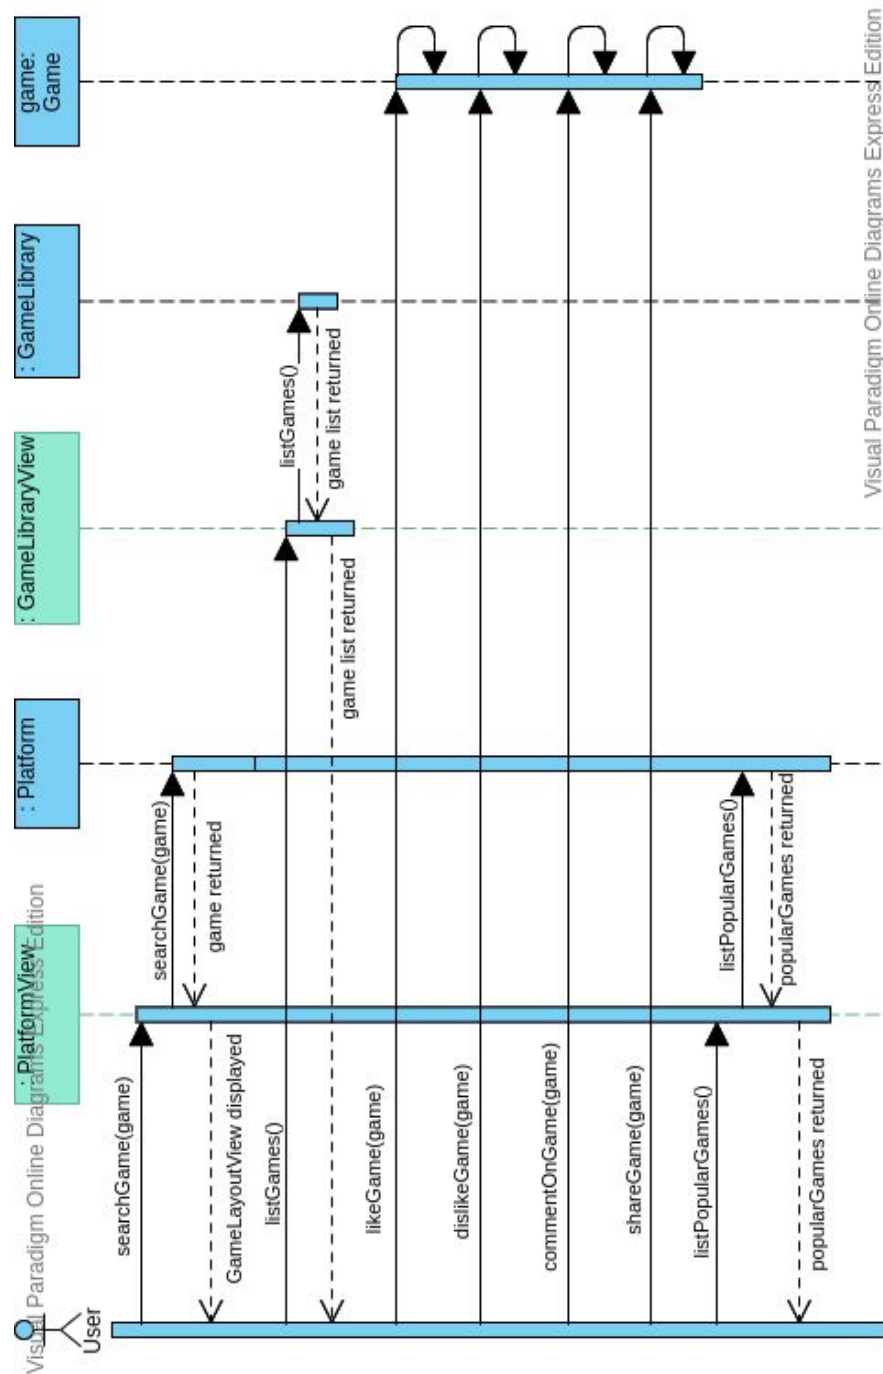 Visual Paradigm Online Diagrams Express Edition
User
: PlatformView
: Platform
: GameLibraryView
: GameLibrary
game:
Game
searchGame(game)
searchGame(game)
game returned
GameLayoutView displayed
listGames()
listGames()
game list returned
game list returned
likeGame(game)
dislikeGame(game)
commentOnGame(game)
shareGame(game)
listPopularGames()
listPopularGames()
popularGames returned
popularGames returned
Visual Paradigm Online Diagrams Express Edition